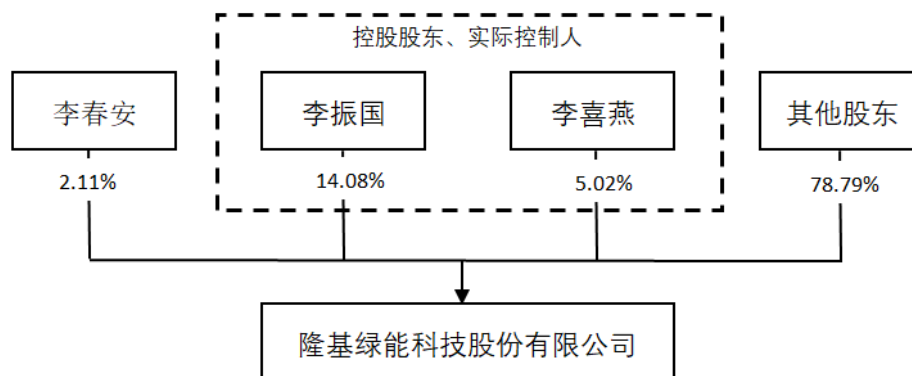 控股股东、实际控制人
李春安
李振国
李喜燕
其他股东
2.11%
14.08%
5.02%
78.79%
隆基绿能科技股份有限公司